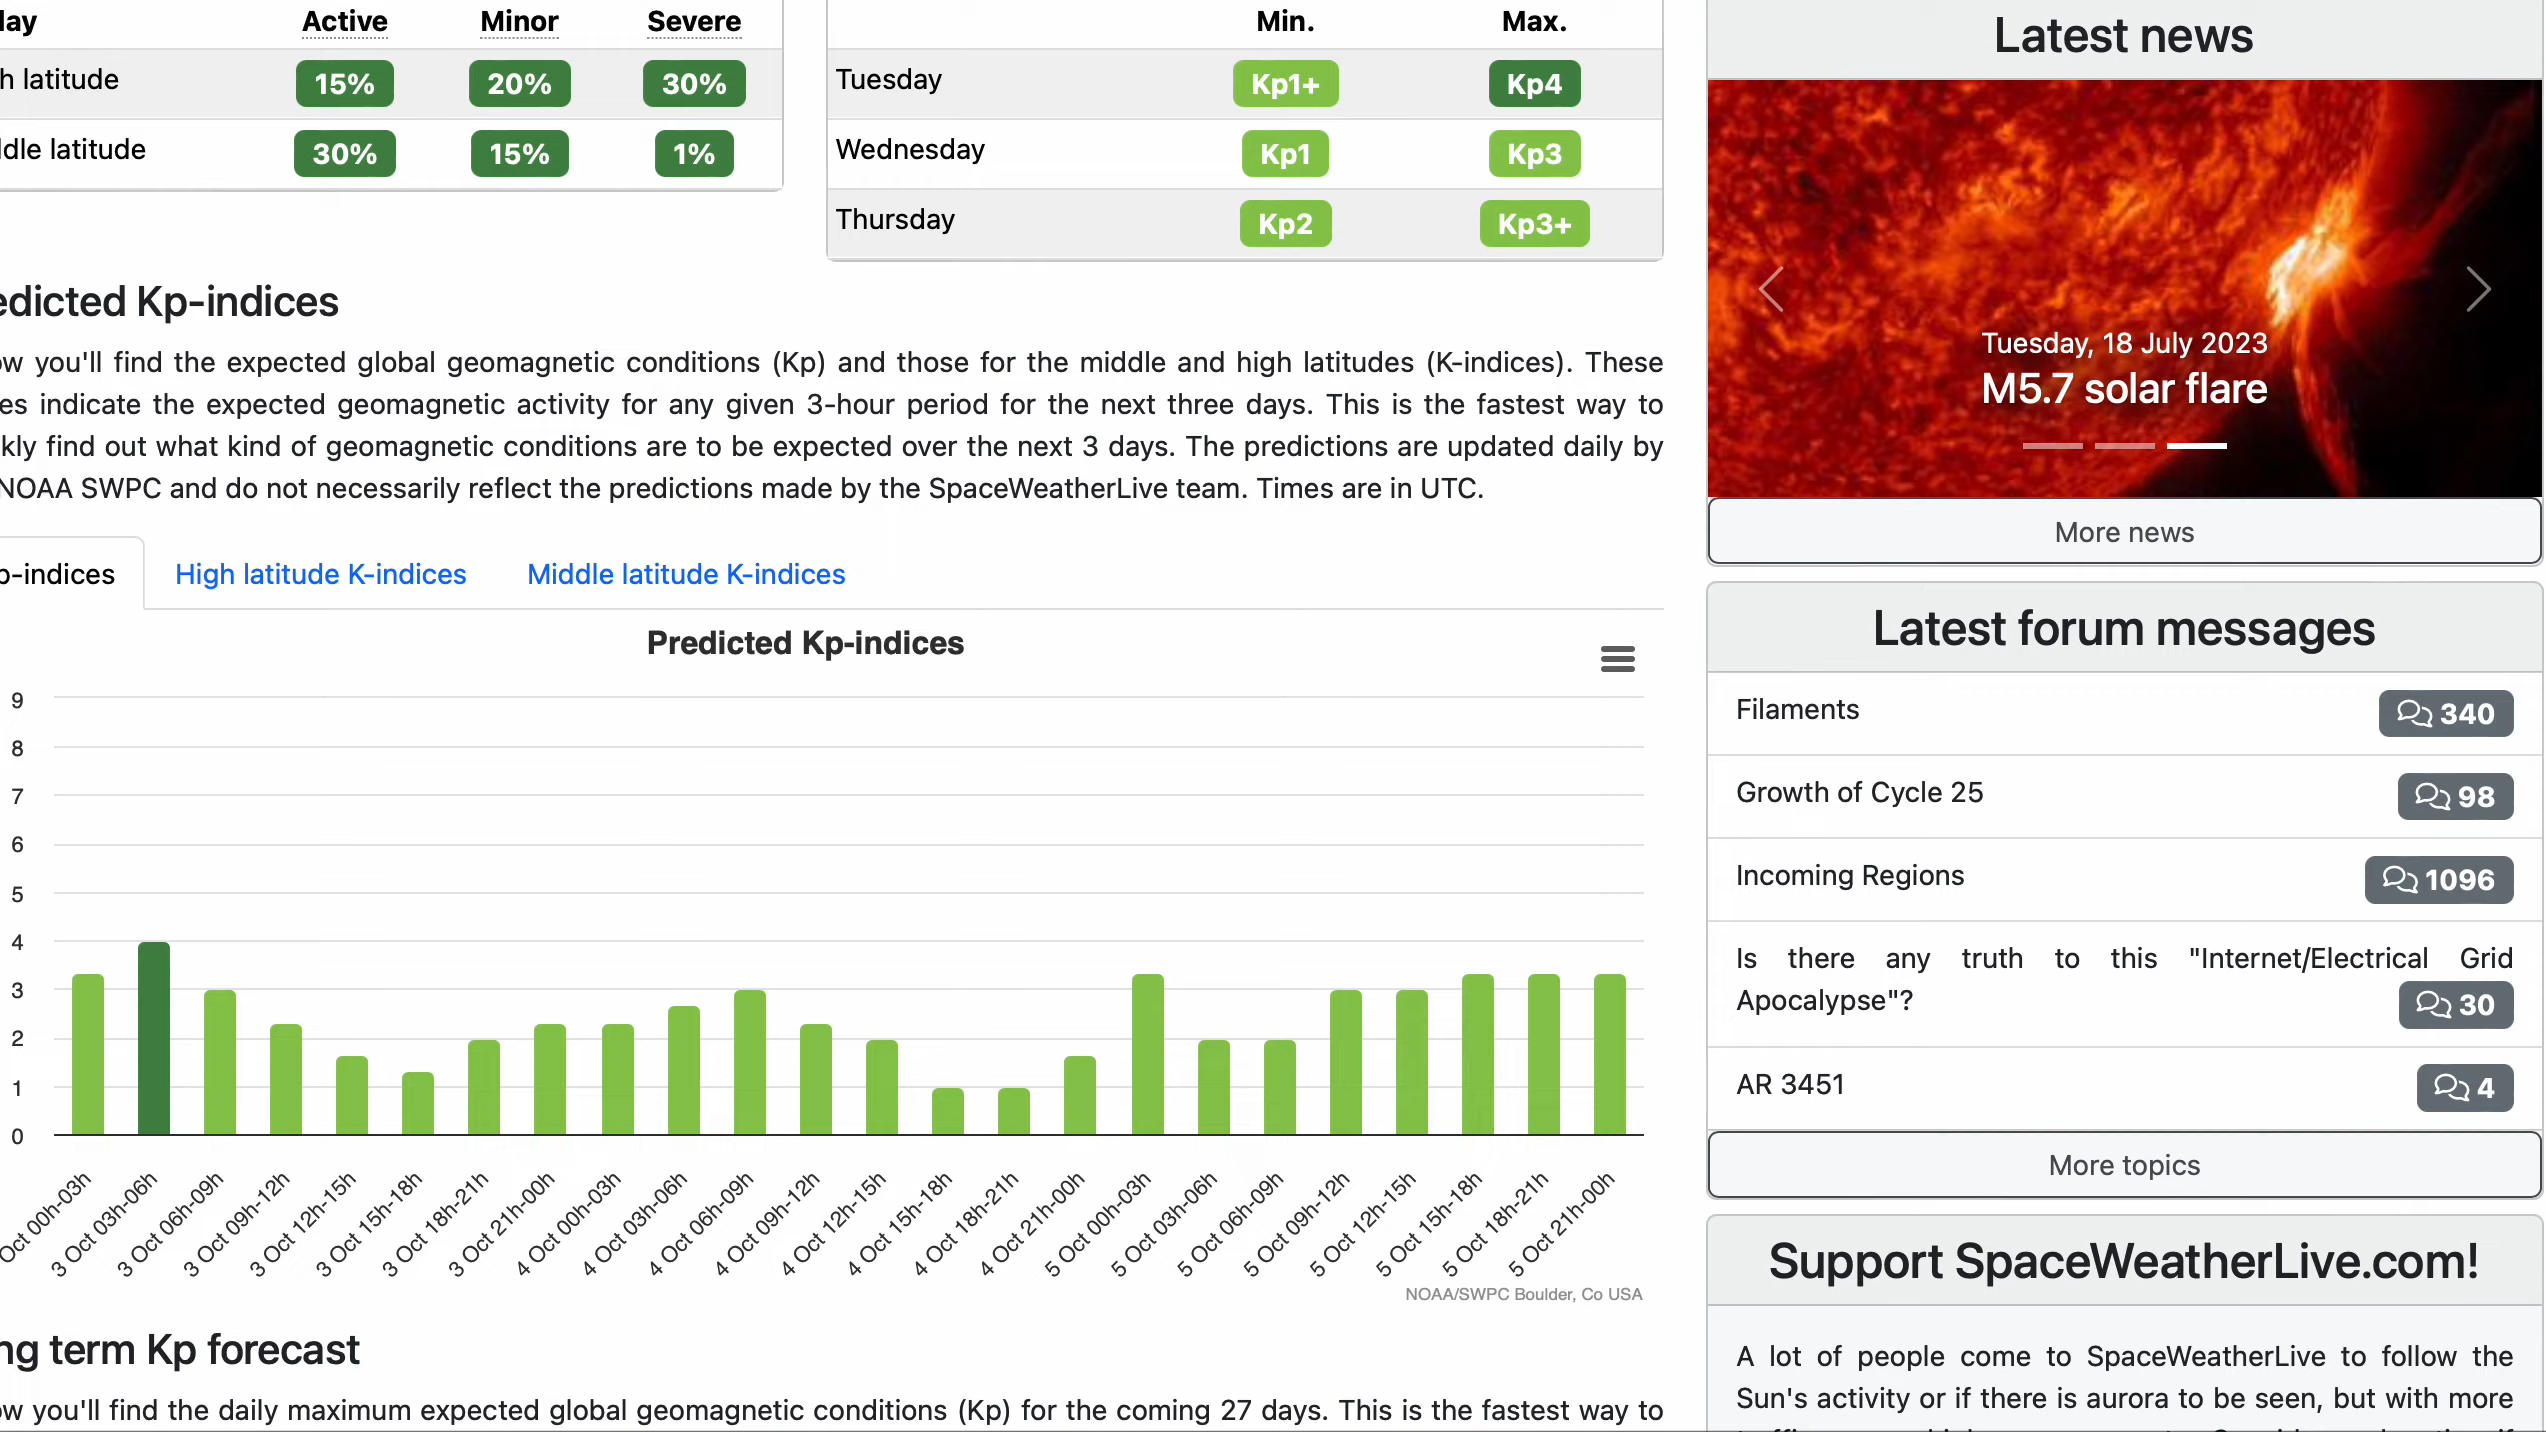 lay Active Minor Severe
h latitude 15% 20% 30%
ddle latitude 30% 15% 1%
Min. Max.
Tuesday Kp1+ Kp4
Wednesday Kp1 Kp3
Thursday Kp2 Kp3+
edicted Kp-indices
ow you'll find the expected global geomagnetic conditions (Kp) and those for the middle and high latitudes (K-indices). These
es indicate the expected geomagnetic activity for any given 3-hour period for the next three days. This is the fastest way to
kly find out what kind of geomagnetic conditions are to be expected over the next 3 days. The predictions are updated daily by
NOAA SWPC and do not necessarily reflect the predictions made by the SpaceWeatherLive team. Times are in UTC.
p-indices High latitude K-indices Middle latitude K-indices
Predicted Kp-indices
9
8
7
6
5
4
3
2
1
0
Oct 00h-03h
3 Oct 03h-06h
3 Oct 06h-09h
3 Oct 09h-12h
3 Oct 12h-15h
3 Oct 15h-18h
3 Oct 18h-21h
3 Oct 21h-00h
4 Oct 00h-03h
4 Oct 03h-06h
4 Oct 06h-09h
4 Oct 09h-12h
4 Oct 12h-15h
4 Oct 15h-18h
4 Oct 18h-21h
4 Oct 21h-00h
5 Oct 00h-03h
5 Oct 03h-06h
5 Oct 06h-09h
5 Oct 09h-12h
5 Oct 12h-15h
5 Oct 15h-18h
5 Oct 18h-21h
5 Oct 21h-00h
NOAA/SWPC Boulder, Co USA
ng term Kp forecast
ow you'll find the daily maximum expected global geomagnetic conditions (Kp) for the coming 27 days. This is the fastest way to
Latest news
Tuesday, 18 July 2023
M5.7 solar flare
More news
Latest forum messages
Filaments 340
Growth of Cycle 25 98
Incoming Regions 1096
Is there any truth to this "Internet/Electrical Grid
Apocalypse"? 30
AR 3451 4
More topics
Support SpaceWeatherLive.com!
A lot of people come to SpaceWeatherLive to follow the
Sun's activity or if there is aurora to be seen, but with more